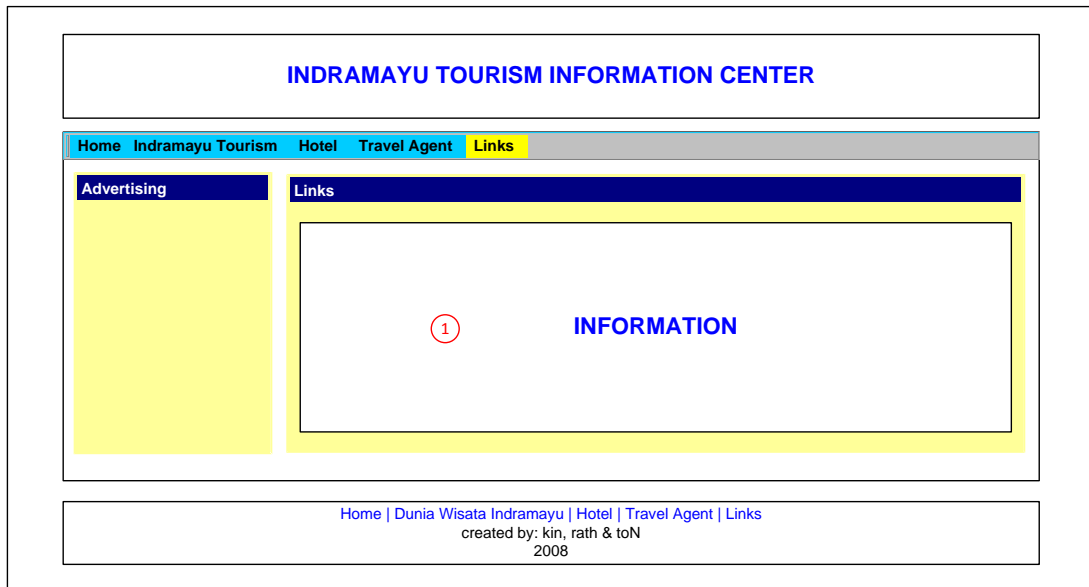 INDRAMAYU TOURISM INFORMATION CENTER
Home Indramayu Tourism Hotel Travel Agent Links
Advertising
Links
1
INFORMATION
Home | Dunia Wisata Indramayu | Hotel | Travel Agent | Links
created by: kin, rath & toN
2008